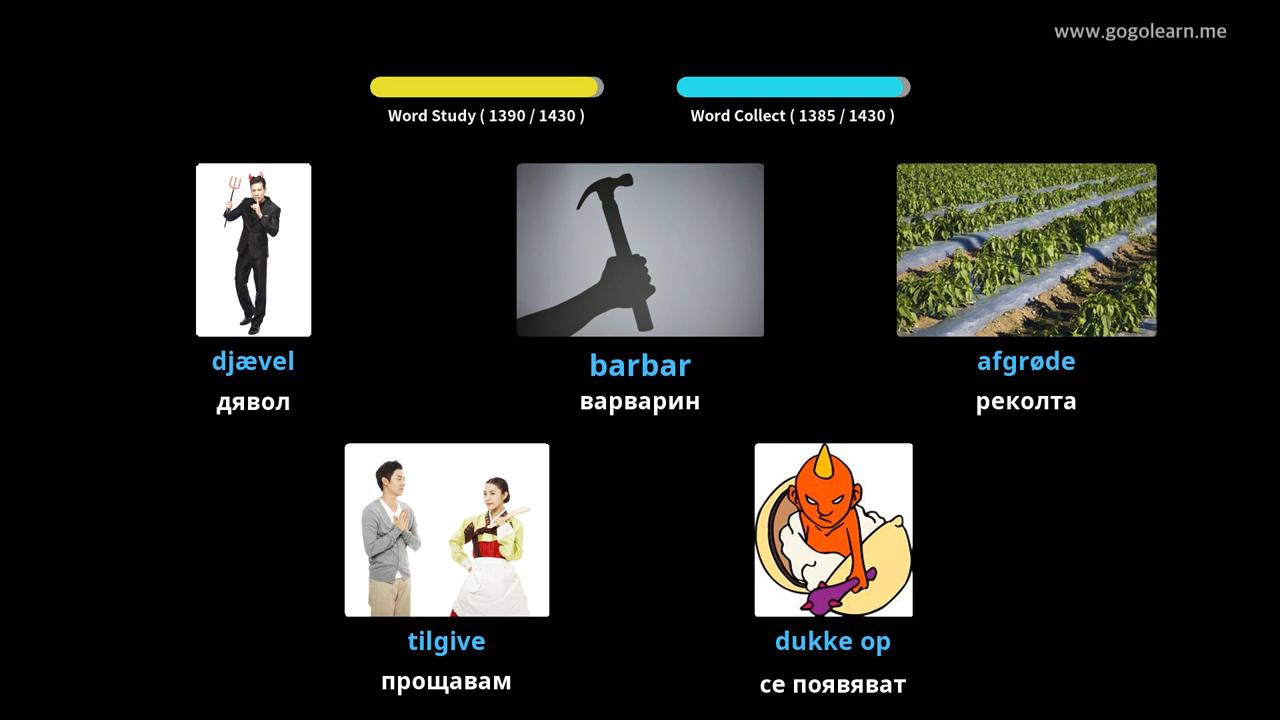 www.gogolearn.me
Word Study ( 1390 / 1430 )
Word Collect ( 1385 / 1430 )
djævel
barbar
afgrøde
дявол
варварин
реколта
tilgive
dukke op
прощавам
се появяват